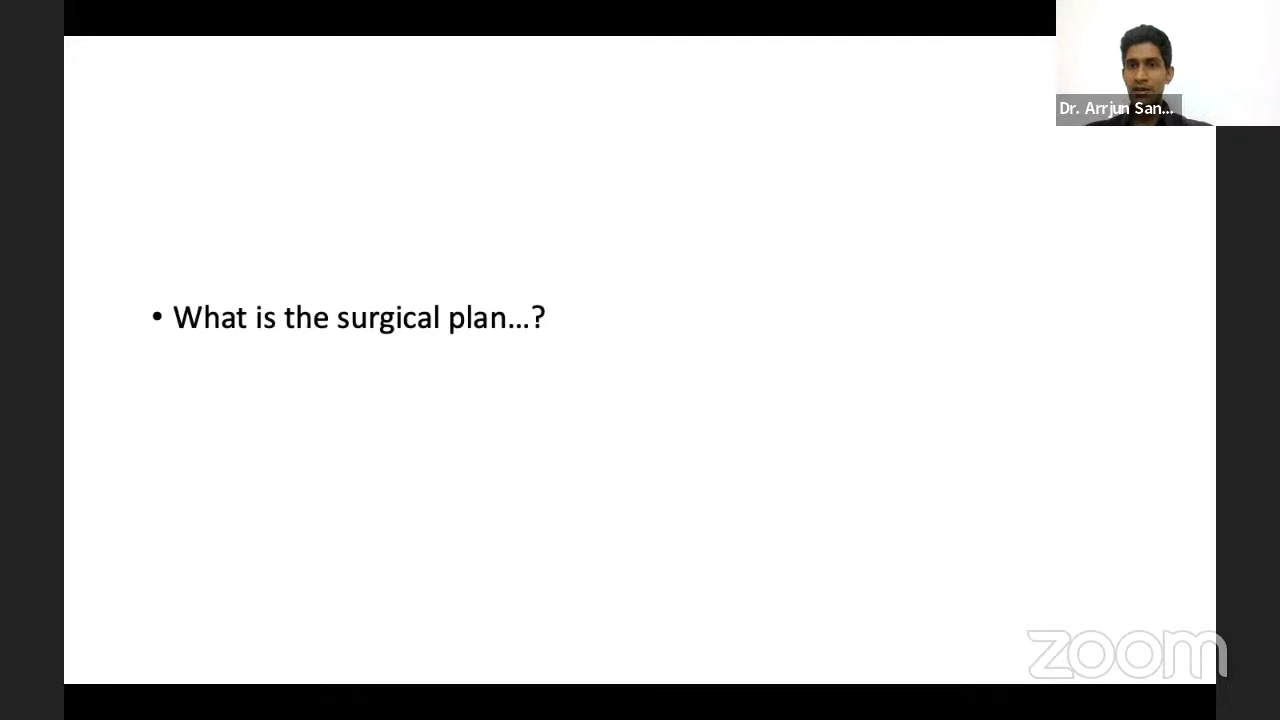 Dr. Arrjun San...
• What is the surgical plan...?
zoom